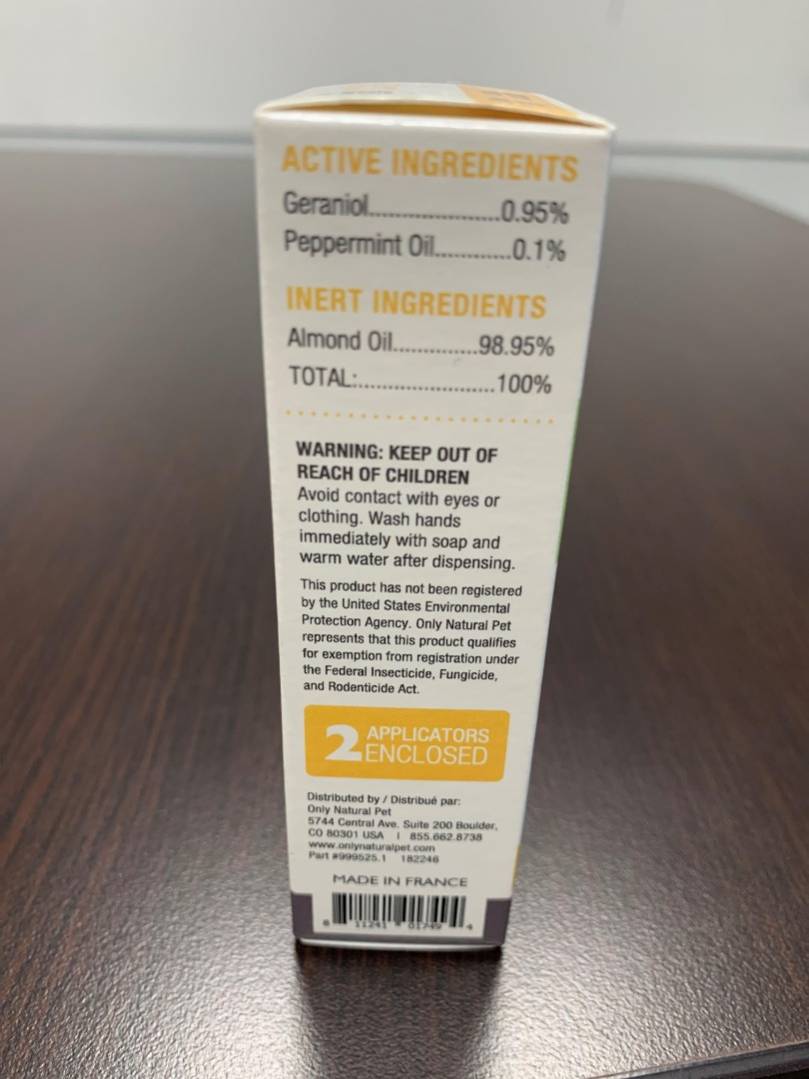 ACTIVE INGREDIENTS
Geraniol....................0.95%
Peppermint Oil............0.1%
INERT INGREDIENTS
Almond Oil..............98.95%
TOTAL:.......................100%
WARNING: KEEP OUT OF
REACH OF CHILDREN
Avoid contact with eyes or
clothing. Wash hands
immediately with soap and
warm water after dispensing.
This product has not been registered
by the United States Environmental
Protection Agency. Only Natural Pet
represents that this product qualifies
for exemption from registration under
the Federal Insecticide, Fungicide,
and Rodenticide Act.
2 APPLICATORS
ENCLOSED
Distributed by / Distribué par:
Only Natural Pet
5744 Central Ave. Suite 200 Boulder,
CO 80301 USA | 855.662.8738
www.onlynaturalpet.com
Part #999525.1 182246
MADE IN FRANCE
11241 01749 4